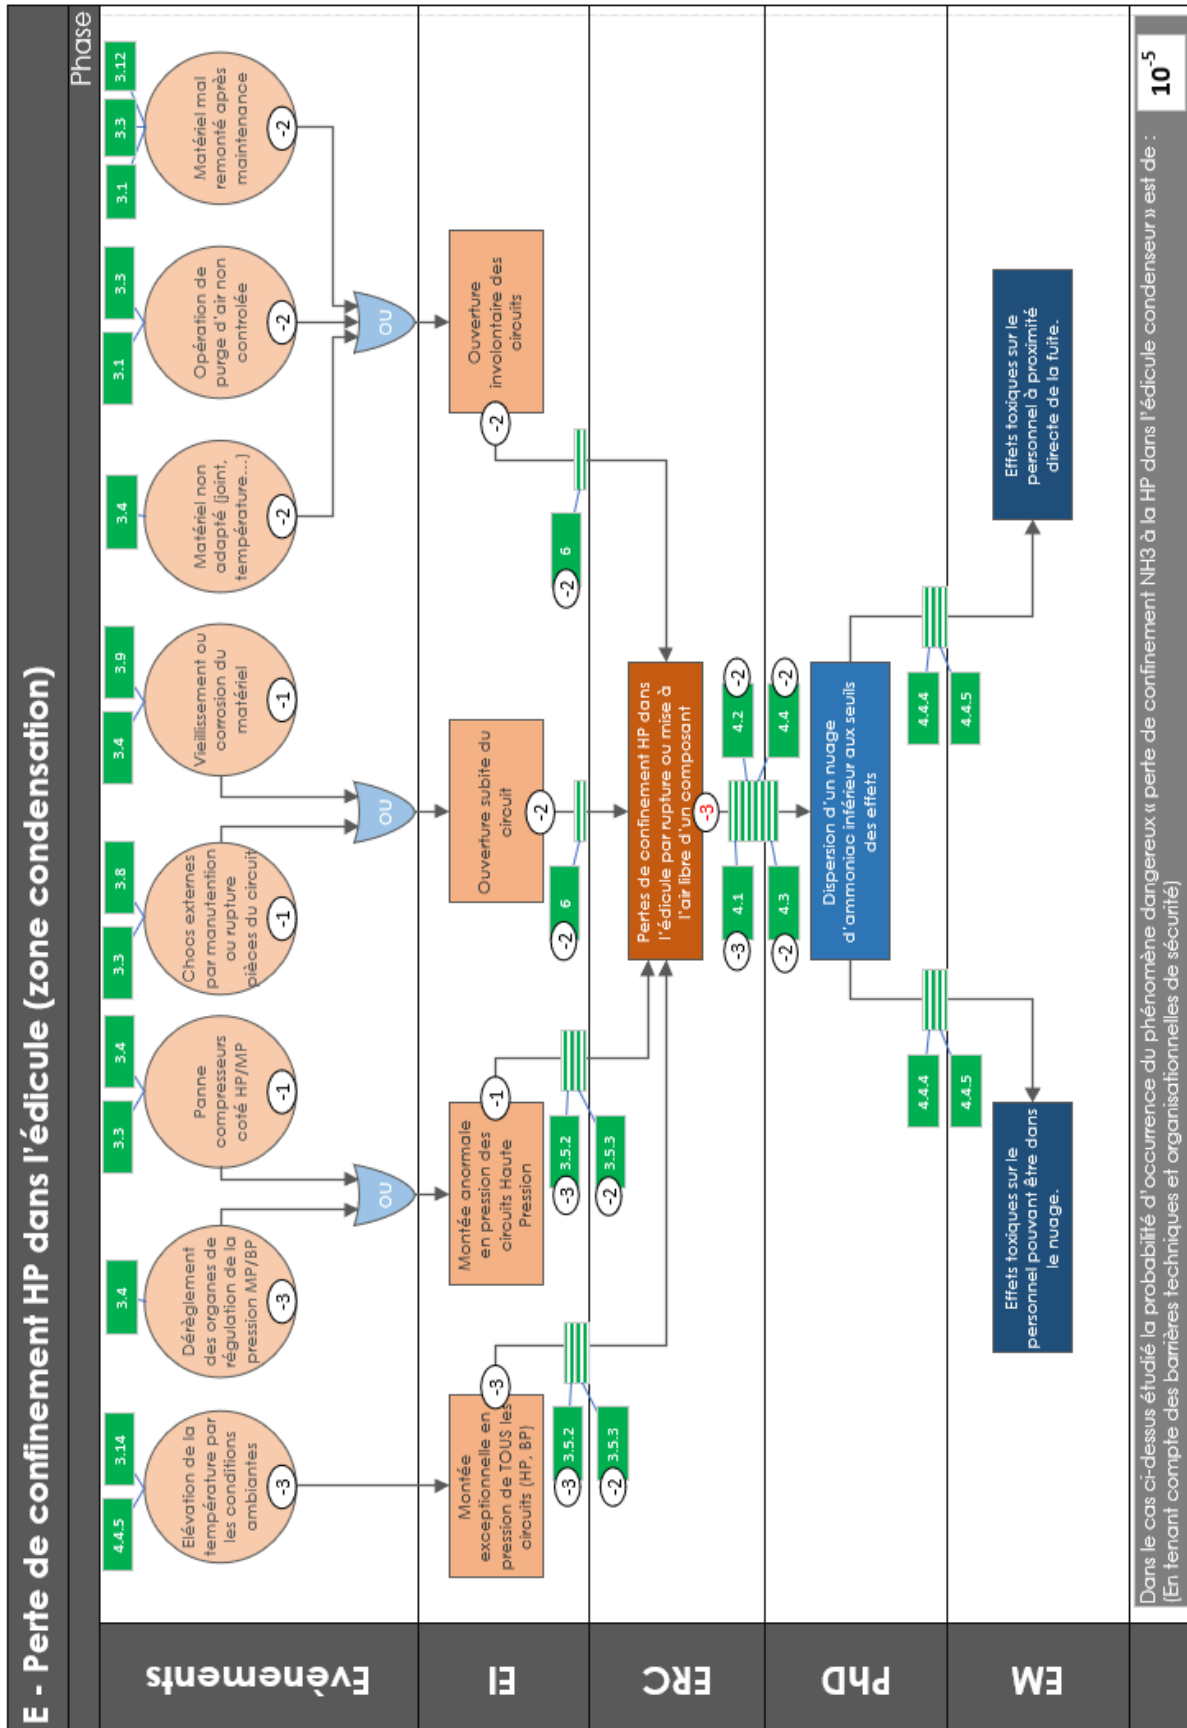 E - Perte de confinement HP dans l'édicule (zone condensation)
Phase
Evènements
4.4.5
3.14
3.4
3.3
3.4
3.3
3.8
3.4
3.9
3.4
3.1
3.3
3.1
3.3
3.12
Elévation de la
température par
les conditions
ambiantes
-3
Dérèglement
des organes de
régulation de la
pression MP/BP
-3
Panne
compresseurs
coté HP/MP
-1
Chocs externes
par manutention
ou rupture
pièces du circuit
-1
Vieillissement ou
corrosion du
matériel
-1
Matériel non
adapté (joint,
température...)
-2
Opération de
purge d'air non
controlée
-2
Matériel mal
remonté après
maintenance
-2
OU
OU
OU
EI
Montée
exceptionnelle en
pression de TOUS les
circuits (HP, BP)
-3
Montée anormale
en pression des
circuits Haute
Pression
-1
Ouverture subite du
circuit
-2
Ouverture
involontaire des
circuits
-2
-3
3.5.2
-2
3.5.3
-3
3.5.2
-2
3.5.3
-2
6
-2
6
ERC
Pertes de confinement HP dans
l'édicule par rupture ou mise à
l'air libre d'un composant
-3
-3
4.1
4.2
-2
-2
4.3
4.4
-2
PhD
Dispersion d'un nuage
d'ammoniac inférieur aux seuils
des effets
4.4.4
4.4.5
4.4.4
4.4.5
EM
Effets toxiques sur le
personnel pouvant être dans
le nuage.
Effets toxiques sur le
personnel à proximité
directe de la fuite.
Dans le cas ci-dessus étudié la probabilité d'occurrence du phénomène dangereux « perte de confinement NH3 à la HP dans l'édicule condenseur » est de :
10-5
(En tenant compte des barrières techniques et organisationnelles de sécurité)